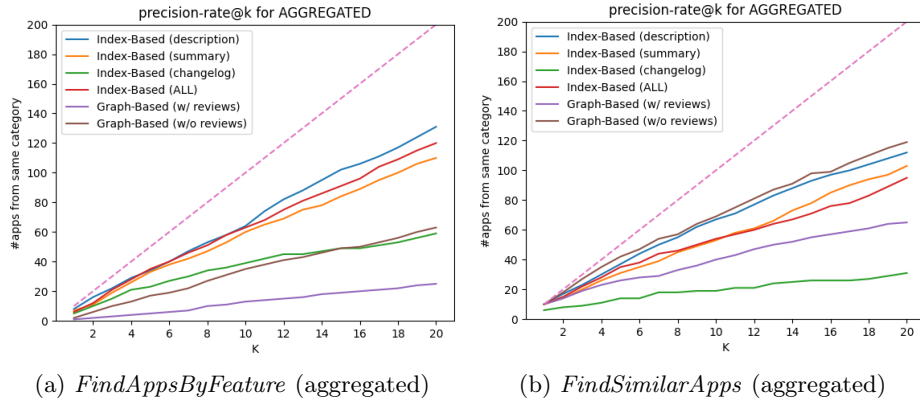 precision-rate@k for AGGREGATED
200
180
160
140
120
100
80
60
40
20
0
#apps from same category
Index-Based (description)
Index-Based (summary)
Index-Based (changelog)
Index-Based (ALL)
Graph-Based (w/ reviews)
Graph-Based (w/o reviews)
2 4 6 8 10 12 14 16 18 20
K
(a) FindAppsByFeature (aggregated)
precision-rate@k for AGGREGATED
200
180
160
140
120
100
80
60
40
20
0
#apps from same category
Index-Based (description)
Index-Based (summary)
Index-Based (changelog)
Index-Based (ALL)
Graph-Based (w/ reviews)
Graph-Based (w/o reviews)
2 4 6 8 10 12 14 16 18 20
K
(b) FindSimilarApps (aggregated)